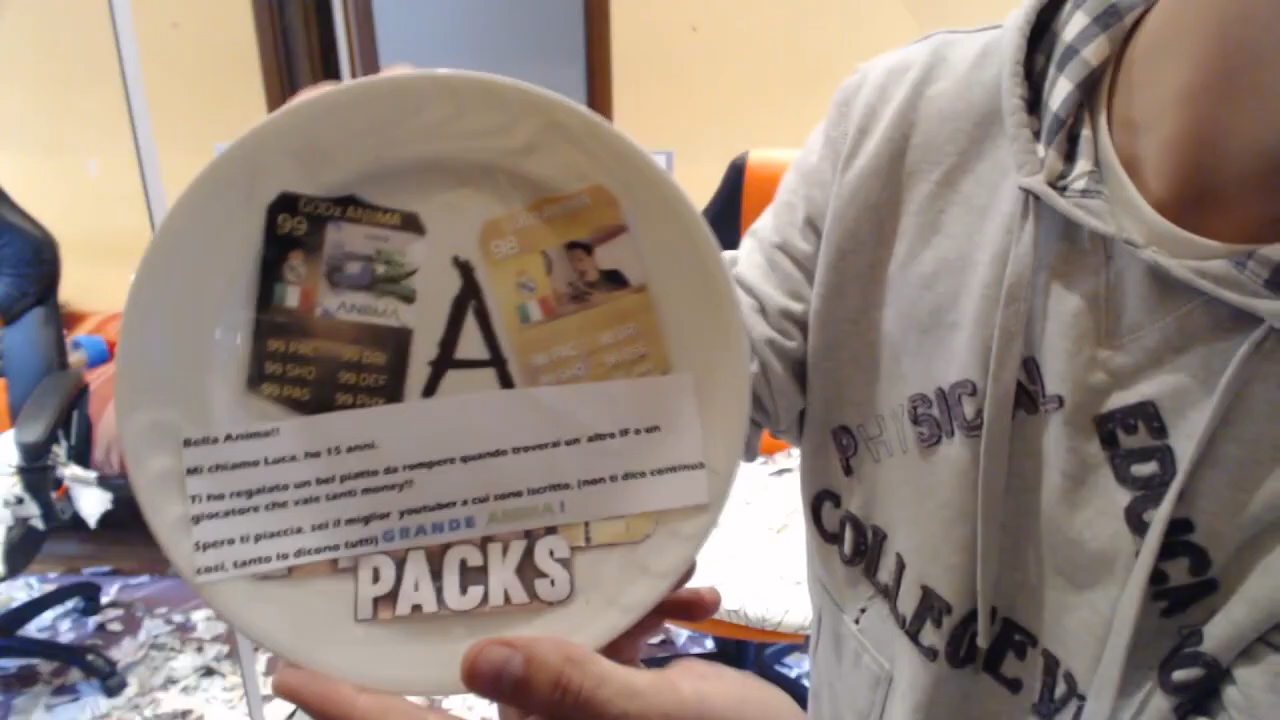 GODz ANIMA
99
ANIMA
99 PAC 99 DRI
99 SHO 99 DEF
99 PAS 99 PHY
A
98
Bella Anima!!
Mi chiamo Luca, ho 15 anni.
Ti ho regalato un bel piatto da rompere quando troverai un' altro IF o un
giocatore che vale tanti money!!
Spero ti piaccia, sei il miglior youtuber a cui sono iscritto, (non ti dico continua
così, tanto lo dicono tutti) GRANDE ANIMA !
PACKS
PHYSICAL
EDUCATION
COLLEGE